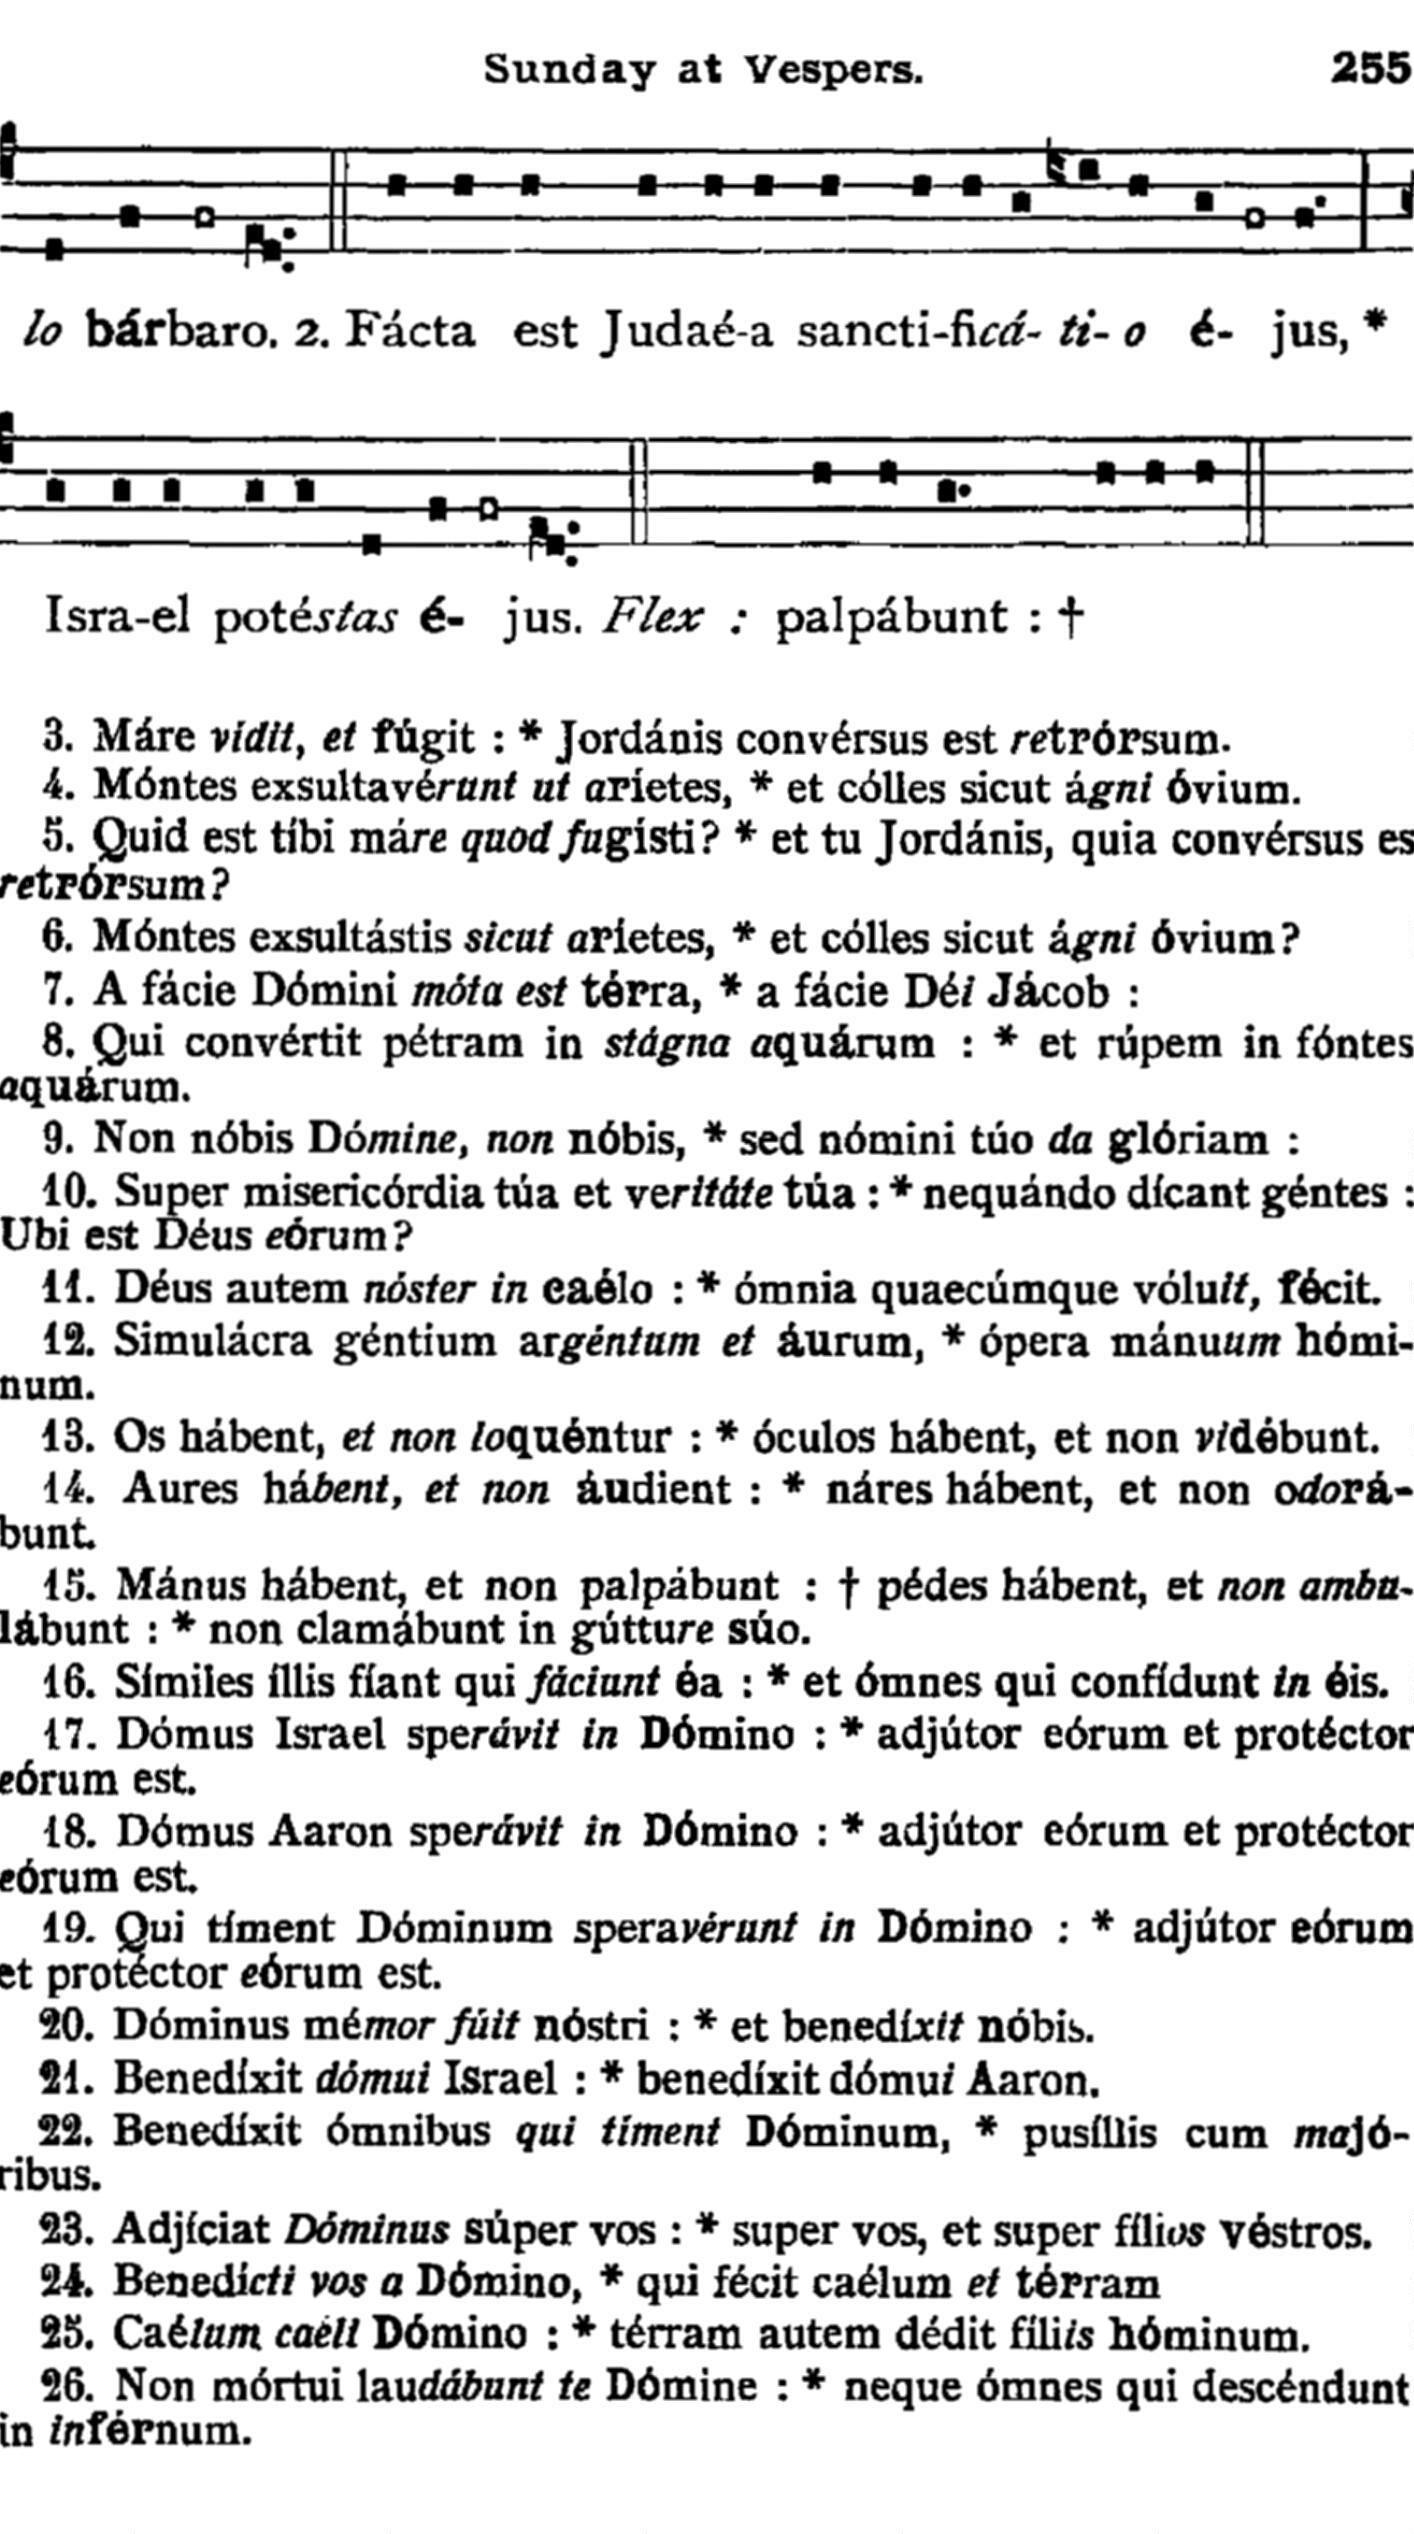 Sunday at Vespers. 255
lo bárbaro. 2. Fácta est Judaé-a sancti-ficá- ti- o é- jus, *
Isra-el potéstas é- jus. Flex : palpábunt : †
3. Máre vídit, et fúgit : * Jordánis convérsus est retrórsum.
4. Móntes exsultavérunt ut aríetes, * et cólles sicut ágni óvium.
5. Quid est tíbi máre quod fugísti? * et tu Jordánis, quia convérsus es
retrórsum?
6. Móntes exsultástis sicut aríetes, * et cólles sicut ágni óvium?
7. A fácie Dómini móta est térra, * a fácie Déi Jácob :
8. Qui convértit pétram in stágna aquárum : * et rúpem in fóntes
aquárum.
9. Non nóbis Dómine, non nóbis, * sed nómini túo da glóriam :
10. Super misericórdia túa et veritáte túa : * nequándo dícant géntes :
Ubi est Déus eórum?
11. Déus autem nóster in caélo : * ómnia quaecúmque vóluit, fécit.
12. Simulácra géntium argéntum et áurum, * ópera mánuum hómi-
num.
13. Os hábent, et non loquéntur : * óculos hábent, et non vidébunt.
14. Aures hábent, et non áudient : * náres hábent, et non odorá-
bunt.
15. Mánus hábent, et non palpábunt : † pédes hábent, et non ambu-
lábunt : * non clamábunt in gútture súo.
16. Símiles íllis fíant qui fáciunt éa : * et ómnes qui confídunt in éis.
17. Dómus Israel sperávit in Dómino : * adjútor eórum et protéctor
eórum est.
18. Dómus Aaron sperávit in Dómino : * adjútor eórum et protéctor
eórum est.
19. Qui tíment Dóminum speravérunt in Dómino : * adjútor eórum
et protéctor eórum est.
20. Dóminus mémor fúit nóstri : * et benedíxit nóbis.
21. Benedíxit dómui Israel : * benedíxit dómui Aaron.
22. Benedíxit ómnibus qui tíment Dóminum, * pusíllis cum majó-
ribus.
23. Adjíciat Dóminus súper vos : * super vos, et super fílios véstros.
24. Benedícti vos a Dómino, * qui fécit caélum et térram
25. Caélum caéli Dómino : * térram autem dédit fíliis hóminum.
26. Non mórtui laudábunt te Dómine : * neque ómnes qui descéndunt
in inférnum.